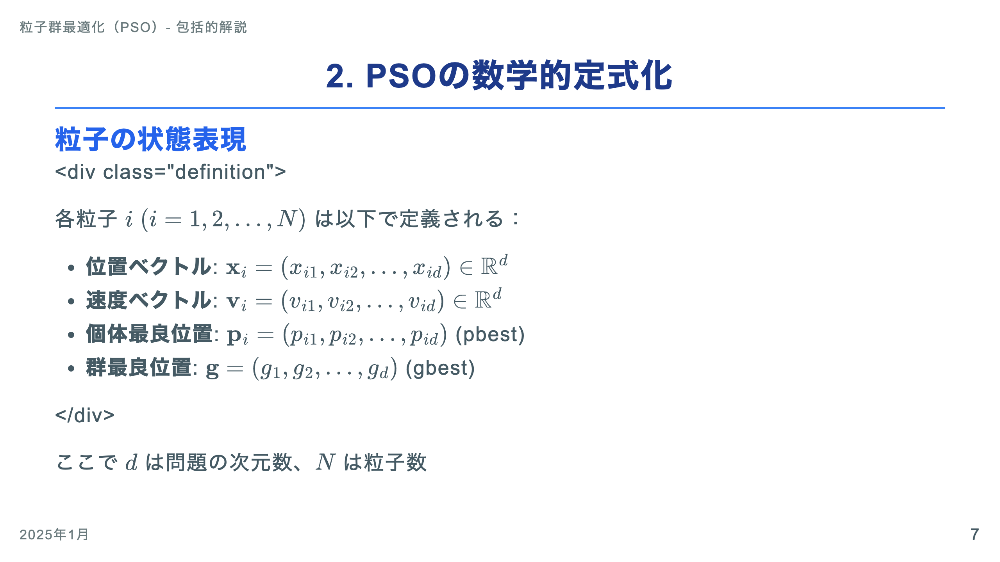 粒子群最適化（PSO）- 包括的解説
2. PSOの数学的定式化
粒子の状態表現
<div class="definition">
各粒子 $i$ $(i = 1, 2, \ldots, N)$ は以下で定義される：
• 位置ベクトル: $\mathbf{x}_i = (x_{i1}, x_{i2}, \ldots, x_{id}) \in \mathbb{R}^d$
• 速度ベクトル: $\mathbf{v}_i = (v_{i1}, v_{i2}, \ldots, v_{id}) \in \mathbb{R}^d$
• 個体最良位置: $\mathbf{p}_i = (p_{i1}, p_{i2}, \ldots, p_{id})$ (pbest)
• 群最良位置: $\mathbf{g} = (g_1, g_2, \ldots, g_d)$ (gbest)
</div>
ここで $d$ は問題の次元数、$N$ は粒子数
2025年1月
7